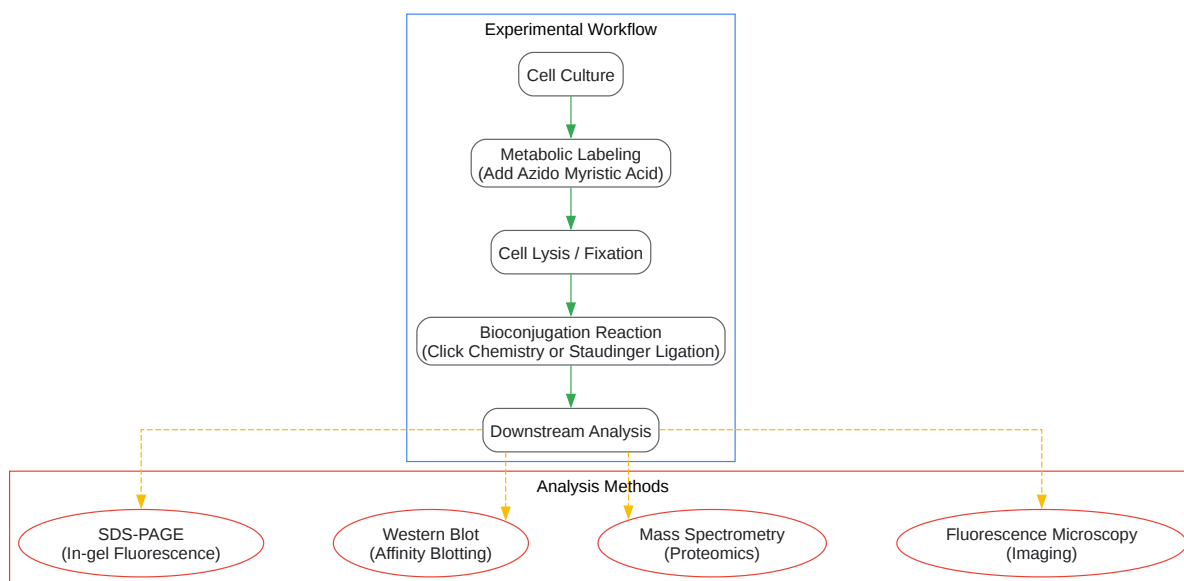 Experimental Workflow
Cell Culture
Metabolic Labeling
(Add Azido Myristic Acid)
Cell Lysis / Fixation
Bioconjugation Reaction
(Click Chemistry or Staudinger Ligation)
Downstream Analysis
Analysis Methods
SDS-PAGE
(In-gel Fluorescence)
Western Blot
(Affinity Blotting)
Mass Spectrometry
(Proteomics)
Fluorescence Microscopy
(Imaging)